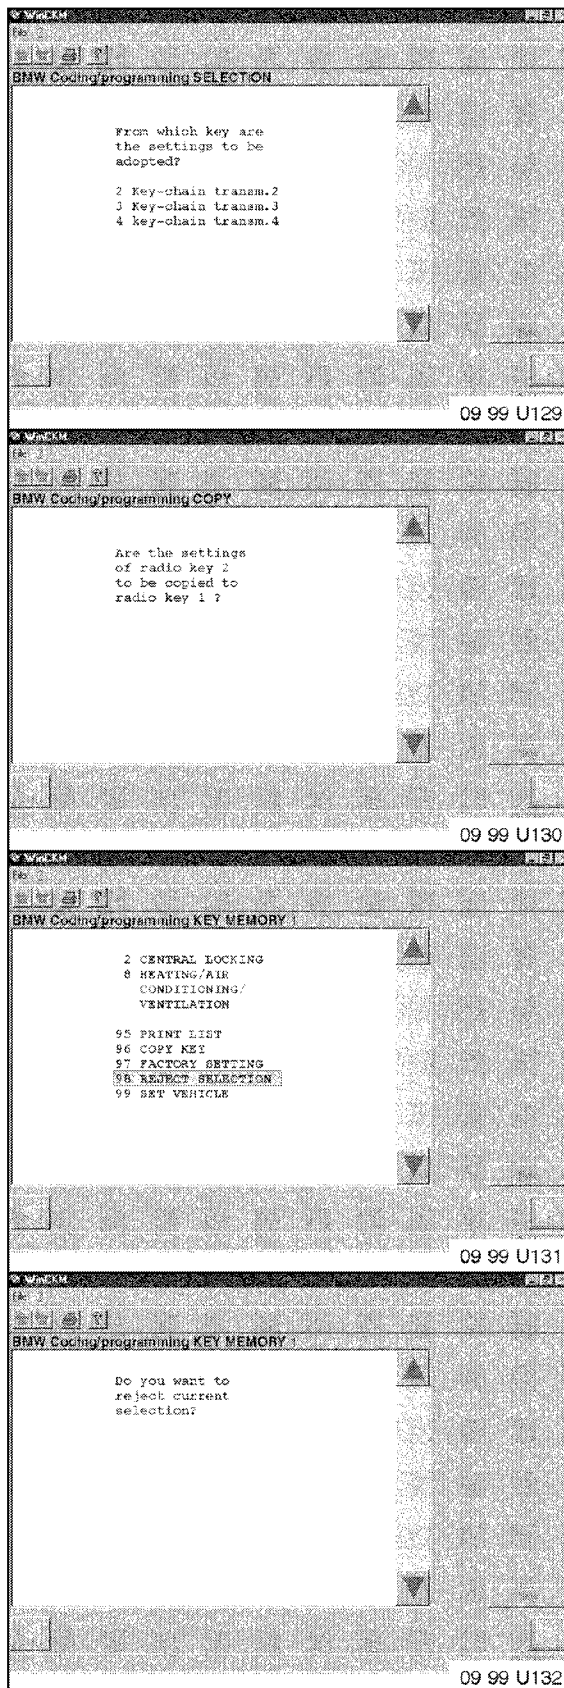 WinCKM
File ?
BMW Coding/programming SELECTION
From which key are
the settings to be
adopted?
2 Key-chain transm.2
3 Key-chain transm.3
4 key-chain transm.4
09 99 U129
WinCKM
File ?
BMW Coding/programming COPY
Are the settings
of radio key 2
to be copied to
radio key 1 ?
09 99 U130
WinCKM
File ?
BMW Coding/programming KEY MEMORY 1
2 CENTRAL LOCKING
8 HEATING/AIR
CONDITIONING/
VENTILATION
95 PRINT LIST
96 COPY KEY
97 FACTORY SETTING
98 REJECT SELECTION
99 SET VEHICLE
09 99 U131
WinCKM
File ?
BMW Coding/programming KEY MEMORY 1
Do you want to
reject current
selection?
09 99 U132